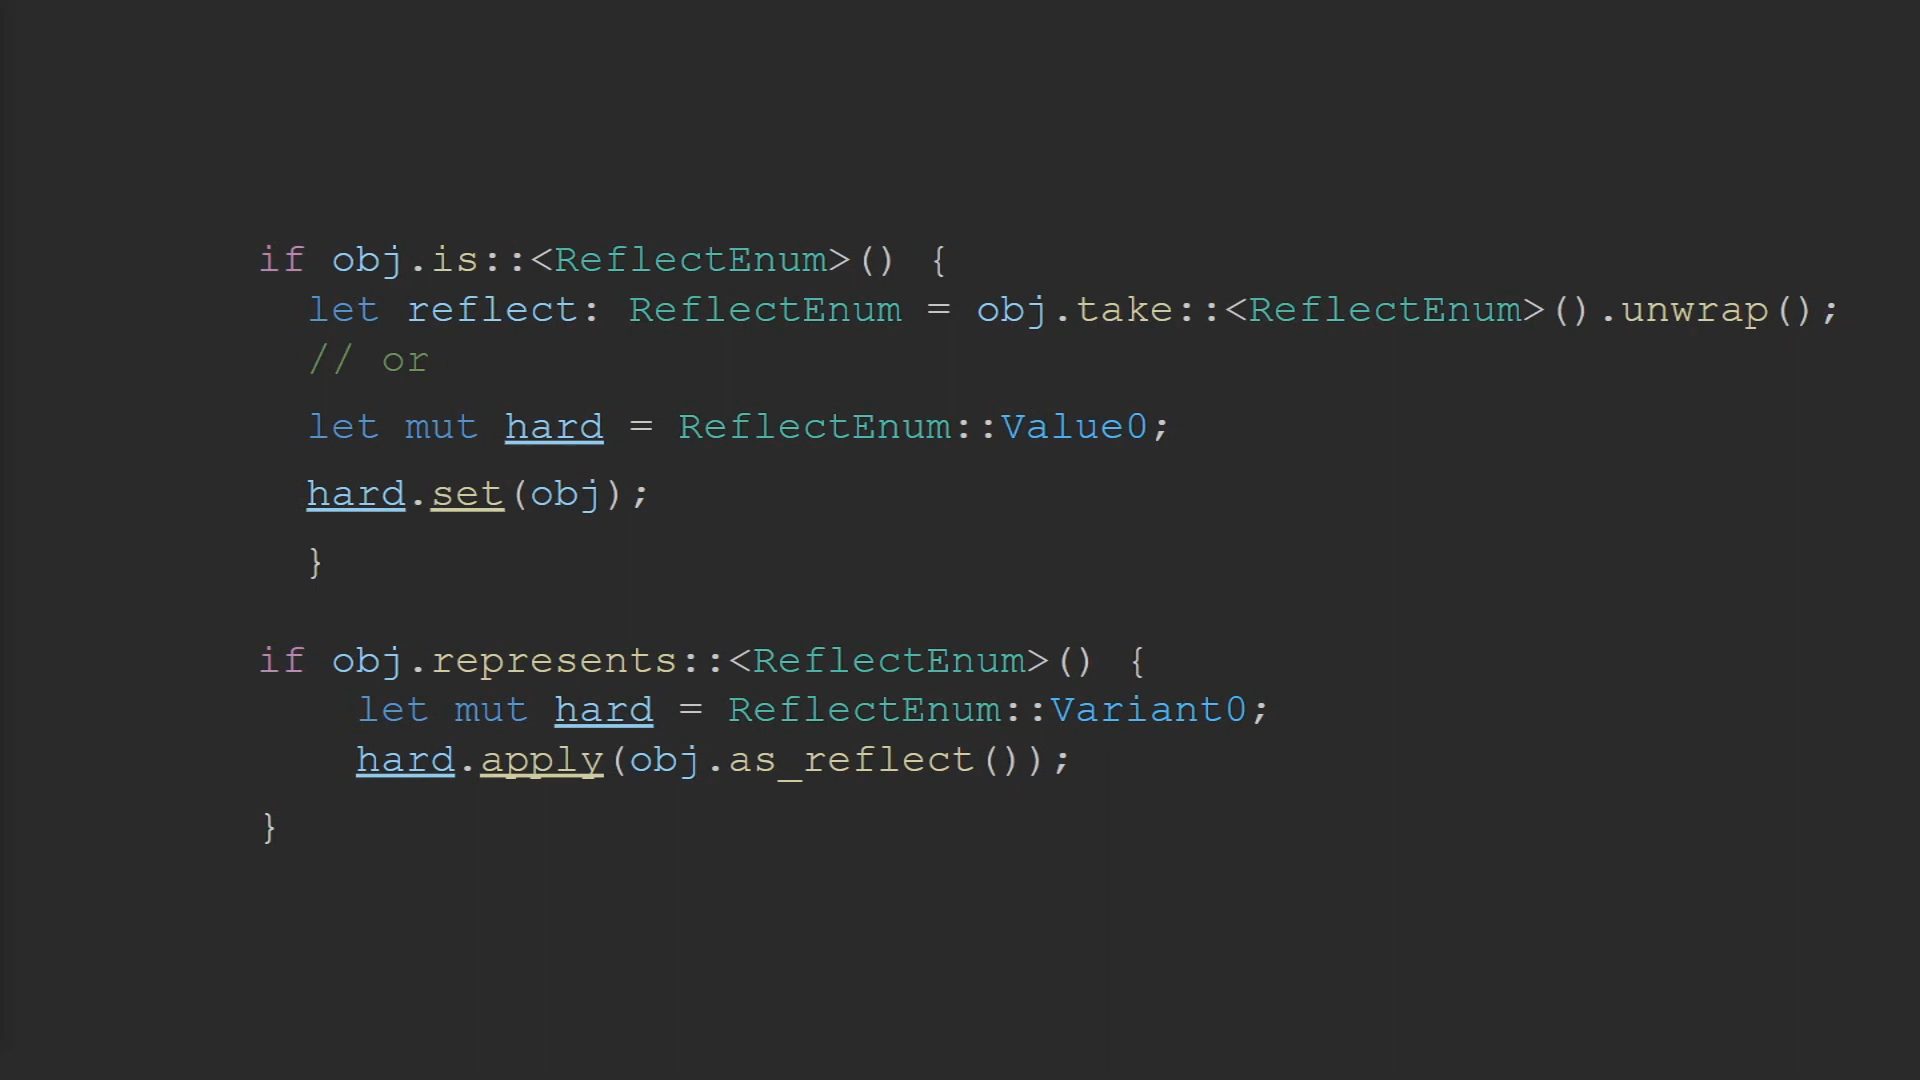 if obj.is::<ReflectEnum>() {
let reflect: ReflectEnum = obj.take::<ReflectEnum>().unwrap();
// or
let mut hard = ReflectEnum::Value0;
hard.set(obj);
}
if obj.represents::<ReflectEnum>() {
let mut hard = ReflectEnum::Variant0;
hard.apply(obj.as_reflect());
}